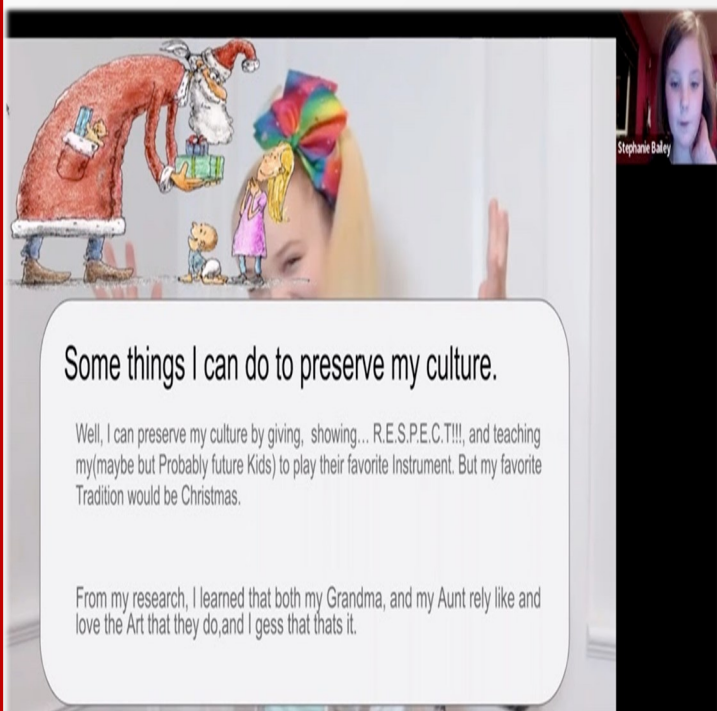 Stephanie Bailey
Some things I can do to preserve my culture.
Well, I can preserve my culture by giving, showing... R.E.S.P.E.C.T!!!, and teaching
my(maybe but Probably future Kids) to play their favorite Instrument. But my favorite
Tradition would be Christmas.
From my research, I learned that both my Grandma, and my Aunt rely like and
love the Art that they do,and I gess that thats it.